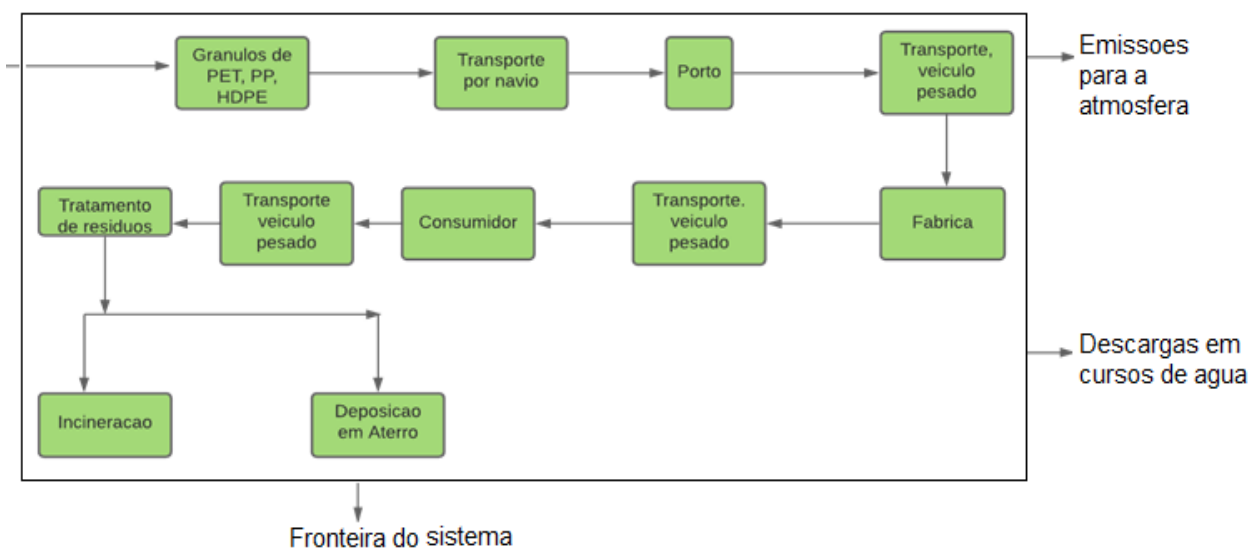 Granulos de
PET, PP,
HDPE
Transporte
por navio
Porto
Transporte,
veiculo
pesado
Emissoes
para a
atmosfera
Tratamento
de residuos
Transporte
veiculo
pesado
Consumidor
Transporte.
veiculo
pesado
Fabrica
Descargas em
cursos de agua
Incineracao
Deposicao
em Aterro
Fronteira do sistema